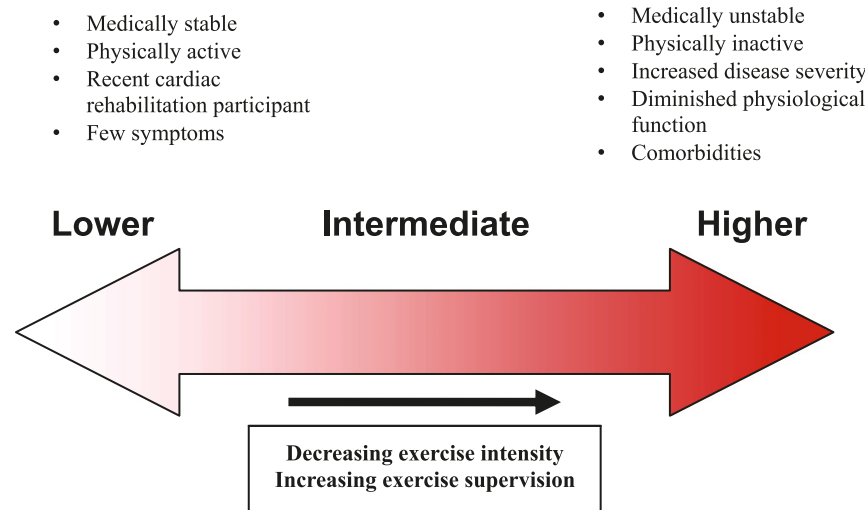 • Medically stable
• Physically active
• Recent cardiac
rehabilitation participant
• Few symptoms
• Medically unstable
• Physically inactive
• Increased disease severity
• Diminished physiological
function
• Comorbidities
Lower
Intermediate
Higher
Decreasing exercise intensity
Increasing exercise supervision